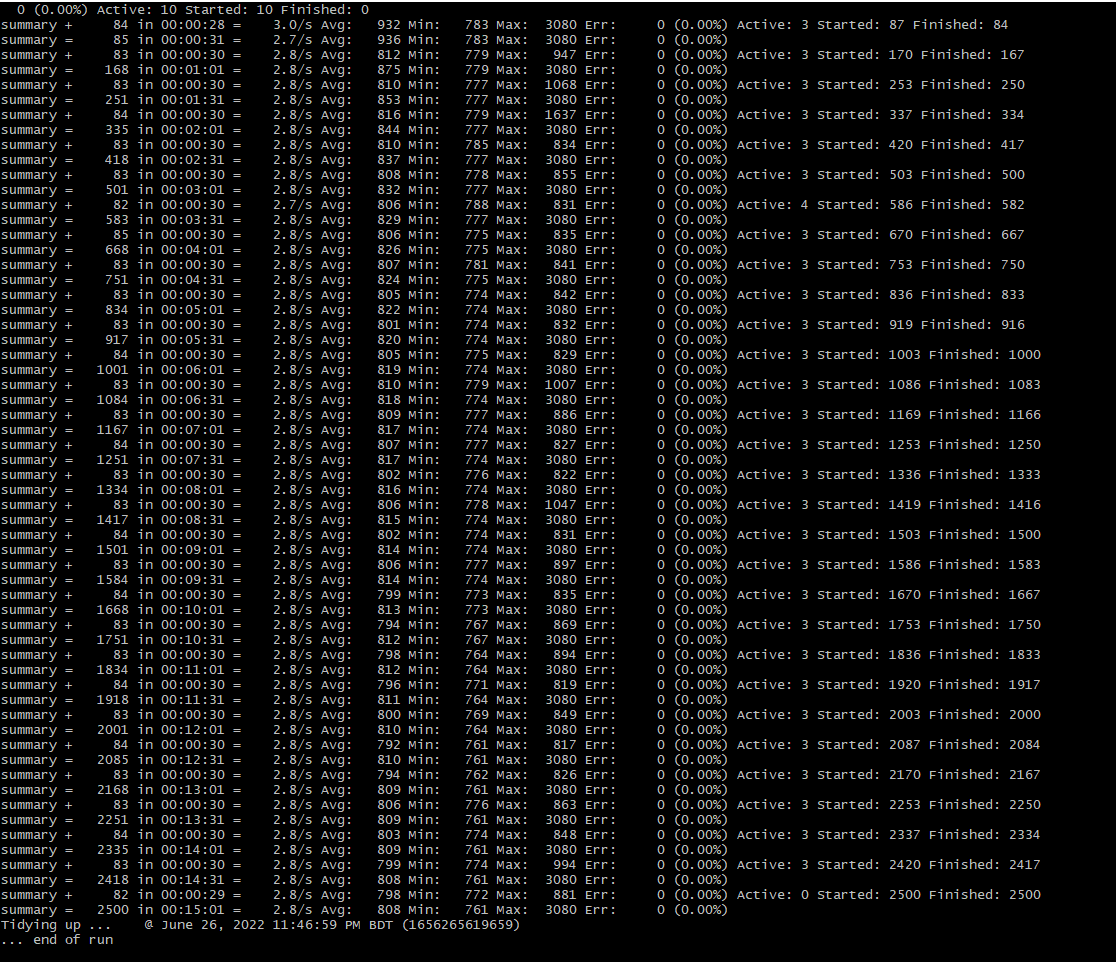 0 (0.00%) Active: 10 Started: 10 Finished: 0
summary +     84 in 00:00:28 =    3.0/s Avg:   932 Min:   783 Max:  3080 Err:     0 (0.00%) Active: 3 Started: 87 Finished: 84
summary =     85 in 00:00:31 =    2.7/s Avg:   936 Min:   783 Max:  3080 Err:     0 (0.00%)
summary +     83 in 00:00:30 =    2.8/s Avg:   812 Min:   779 Max:   947 Err:     0 (0.00%) Active: 3 Started: 170 Finished: 167
summary =    168 in 00:01:01 =    2.8/s Avg:   875 Min:   779 Max:  3080 Err:     0 (0.00%)
summary +     83 in 00:00:30 =    2.8/s Avg:   810 Min:   777 Max:  1068 Err:     0 (0.00%) Active: 3 Started: 253 Finished: 250
summary =    251 in 00:01:31 =    2.8/s Avg:   853 Min:   777 Max:  3080 Err:     0 (0.00%)
summary +     84 in 00:00:30 =    2.8/s Avg:   816 Min:   779 Max:  1637 Err:     0 (0.00%) Active: 3 Started: 337 Finished: 334
summary =    335 in 00:02:01 =    2.8/s Avg:   844 Min:   777 Max:  3080 Err:     0 (0.00%)
summary +     83 in 00:00:30 =    2.8/s Avg:   810 Min:   785 Max:   834 Err:     0 (0.00%) Active: 3 Started: 420 Finished: 417
summary =    418 in 00:02:31 =    2.8/s Avg:   837 Min:   777 Max:  3080 Err:     0 (0.00%)
summary +     83 in 00:00:30 =    2.8/s Avg:   808 Min:   778 Max:   855 Err:     0 (0.00%) Active: 3 Started: 503 Finished: 500
summary =    501 in 00:03:01 =    2.8/s Avg:   832 Min:   777 Max:  3080 Err:     0 (0.00%)
summary +     82 in 00:00:30 =    2.7/s Avg:   806 Min:   788 Max:   831 Err:     0 (0.00%) Active: 4 Started: 586 Finished: 582
summary =    583 in 00:03:31 =    2.8/s Avg:   829 Min:   777 Max:  3080 Err:     0 (0.00%)
summary +     85 in 00:00:30 =    2.8/s Avg:   806 Min:   775 Max:   835 Err:     0 (0.00%) Active: 3 Started: 670 Finished: 667
summary =    668 in 00:04:01 =    2.8/s Avg:   826 Min:   775 Max:  3080 Err:     0 (0.00%)
summary +     83 in 00:00:30 =    2.8/s Avg:   807 Min:   781 Max:   841 Err:     0 (0.00%) Active: 3 Started: 753 Finished: 750
summary =    751 in 00:04:31 =    2.8/s Avg:   824 Min:   775 Max:  3080 Err:     0 (0.00%)
summary +     83 in 00:00:30 =    2.8/s Avg:   805 Min:   774 Max:   842 Err:     0 (0.00%) Active: 3 Started: 836 Finished: 833
summary =    834 in 00:05:01 =    2.8/s Avg:   822 Min:   774 Max:  3080 Err:     0 (0.00%)
summary +     83 in 00:00:30 =    2.8/s Avg:   801 Min:   774 Max:   832 Err:     0 (0.00%) Active: 3 Started: 919 Finished: 916
summary =    917 in 00:05:31 =    2.8/s Avg:   820 Min:   774 Max:  3080 Err:     0 (0.00%)
summary +     84 in 00:00:30 =    2.8/s Avg:   805 Min:   775 Max:   829 Err:     0 (0.00%) Active: 3 Started: 1003 Finished: 1000
summary =   1001 in 00:06:01 =    2.8/s Avg:   819 Min:   774 Max:  3080 Err:     0 (0.00%)
summary +     83 in 00:00:30 =    2.8/s Avg:   810 Min:   779 Max:  1007 Err:     0 (0.00%) Active: 3 Started: 1086 Finished: 1083
summary =   1084 in 00:06:31 =    2.8/s Avg:   818 Min:   774 Max:  3080 Err:     0 (0.00%)
summary +     83 in 00:00:30 =    2.8/s Avg:   809 Min:   777 Max:   886 Err:     0 (0.00%) Active: 3 Started: 1169 Finished: 1166
summary =   1167 in 00:07:01 =    2.8/s Avg:   817 Min:   774 Max:  3080 Err:     0 (0.00%)
summary +     84 in 00:00:30 =    2.8/s Avg:   807 Min:   777 Max:   827 Err:     0 (0.00%) Active: 3 Started: 1253 Finished: 1250
summary =   1251 in 00:07:31 =    2.8/s Avg:   817 Min:   774 Max:  3080 Err:     0 (0.00%)
summary +     83 in 00:00:30 =    2.8/s Avg:   802 Min:   776 Max:   822 Err:     0 (0.00%) Active: 3 Started: 1336 Finished: 1333
summary =   1334 in 00:08:01 =    2.8/s Avg:   816 Min:   774 Max:  3080 Err:     0 (0.00%)
summary +     83 in 00:00:30 =    2.8/s Avg:   806 Min:   778 Max:  1047 Err:     0 (0.00%) Active: 3 Started: 1419 Finished: 1416
summary =   1417 in 00:08:31 =    2.8/s Avg:   815 Min:   774 Max:  3080 Err:     0 (0.00%)
summary +     84 in 00:00:30 =    2.8/s Avg:   802 Min:   774 Max:   831 Err:     0 (0.00%) Active: 3 Started: 1503 Finished: 1500
summary =   1501 in 00:09:01 =    2.8/s Avg:   814 Min:   774 Max:  3080 Err:     0 (0.00%)
summary +     83 in 00:00:30 =    2.8/s Avg:   806 Min:   777 Max:   897 Err:     0 (0.00%) Active: 3 Started: 1586 Finished: 1583
summary =   1584 in 00:09:31 =    2.8/s Avg:   814 Min:   774 Max:  3080 Err:     0 (0.00%)
summary +     84 in 00:00:30 =    2.8/s Avg:   799 Min:   773 Max:   835 Err:     0 (0.00%) Active: 3 Started: 1670 Finished: 1667
summary =   1668 in 00:10:01 =    2.8/s Avg:   813 Min:   773 Max:  3080 Err:     0 (0.00%)
summary +     83 in 00:00:30 =    2.8/s Avg:   794 Min:   767 Max:   869 Err:     0 (0.00%) Active: 3 Started: 1753 Finished: 1750
summary =   1751 in 00:10:31 =    2.8/s Avg:   812 Min:   767 Max:  3080 Err:     0 (0.00%)
summary +     83 in 00:00:30 =    2.8/s Avg:   798 Min:   764 Max:   894 Err:     0 (0.00%) Active: 3 Started: 1836 Finished: 1833
summary =   1834 in 00:11:01 =    2.8/s Avg:   812 Min:   764 Max:  3080 Err:     0 (0.00%)
summary +     84 in 00:00:30 =    2.8/s Avg:   796 Min:   771 Max:   819 Err:     0 (0.00%) Active: 3 Started: 1920 Finished: 1917
summary =   1918 in 00:11:31 =    2.8/s Avg:   811 Min:   764 Max:  3080 Err:     0 (0.00%)
summary +     83 in 00:00:30 =    2.8/s Avg:   800 Min:   769 Max:   849 Err:     0 (0.00%) Active: 3 Started: 2003 Finished: 2000
summary =   2001 in 00:12:01 =    2.8/s Avg:   810 Min:   764 Max:  3080 Err:     0 (0.00%)
summary +     84 in 00:00:30 =    2.8/s Avg:   792 Min:   761 Max:   817 Err:     0 (0.00%) Active: 3 Started: 2087 Finished: 2084
summary =   2085 in 00:12:31 =    2.8/s Avg:   810 Min:   761 Max:  3080 Err:     0 (0.00%)
summary +     83 in 00:00:30 =    2.8/s Avg:   794 Min:   762 Max:   826 Err:     0 (0.00%) Active: 3 Started: 2170 Finished: 2167
summary =   2168 in 00:13:01 =    2.8/s Avg:   809 Min:   761 Max:  3080 Err:     0 (0.00%)
summary +     83 in 00:00:30 =    2.8/s Avg:   806 Min:   776 Max:   863 Err:     0 (0.00%) Active: 3 Started: 2253 Finished: 2250
summary =   2251 in 00:13:31 =    2.8/s Avg:   809 Min:   761 Max:  3080 Err:     0 (0.00%)
summary +     84 in 00:00:30 =    2.8/s Avg:   803 Min:   774 Max:   848 Err:     0 (0.00%) Active: 3 Started: 2337 Finished: 2334
summary =   2335 in 00:14:01 =    2.8/s Avg:   809 Min:   761 Max:  3080 Err:     0 (0.00%)
summary +     83 in 00:00:30 =    2.8/s Avg:   799 Min:   774 Max:   994 Err:     0 (0.00%) Active: 3 Started: 2420 Finished: 2417
summary =   2418 in 00:14:31 =    2.8/s Avg:   808 Min:   761 Max:  3080 Err:     0 (0.00%)
summary +     82 in 00:00:29 =    2.8/s Avg:   798 Min:   772 Max:   881 Err:     0 (0.00%) Active: 0 Started: 2500 Finished: 2500
summary =   2500 in 00:15:01 =    2.8/s Avg:   808 Min:   761 Max:  3080 Err:     0 (0.00%)
Tidying up ...    @ June 26, 2022 11:46:59 PM BDT (1656265619659)
... end of run